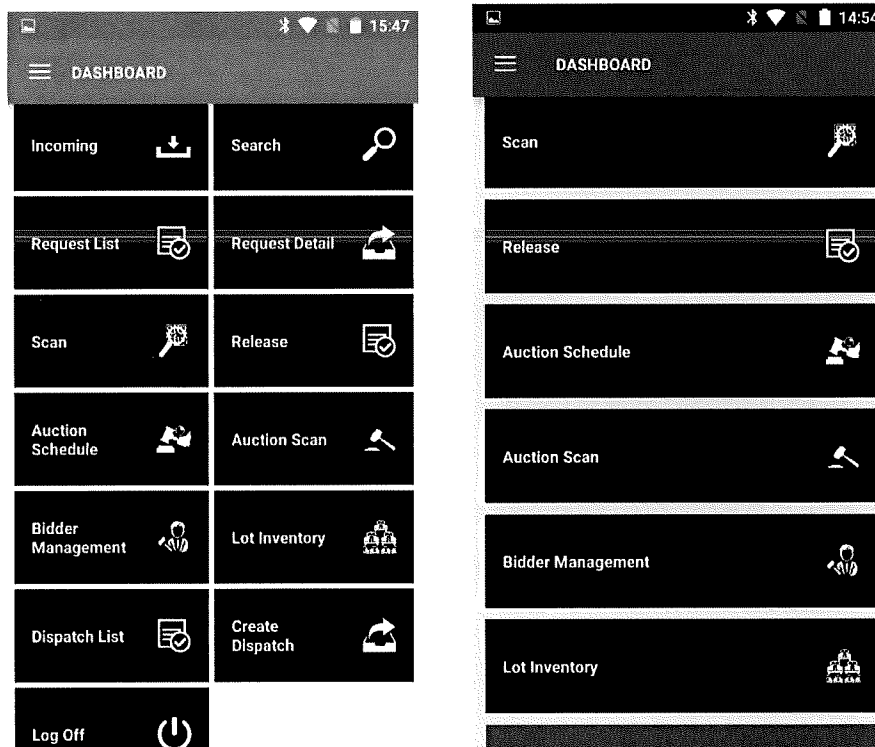 15:47
DASHBOARD
Incoming
Search
Request List
Request Detail
Scan
Release
Auction
Schedule
Auction Scan
Bidder
Management
Lot Inventory
Dispatch List
Create
Dispatch
Log Off
14:54
DASHBOARD
Scan
Release
Auction Schedule
Auction Scan
Bidder Management
Lot Inventory